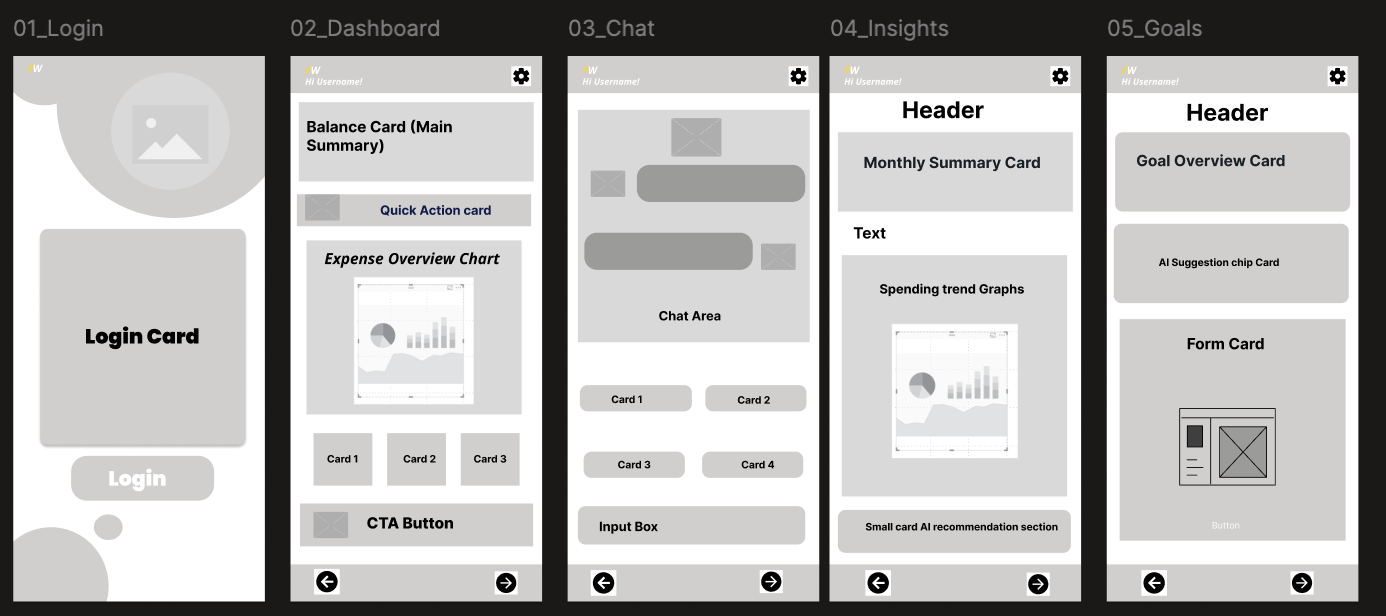 01_Login
02_Dashboard
03_Chat
04_Insights
05_Goals
W
W
Hi Username!
W
Hi Username!
W
Hi Username!
W
Hi Username!
Login Card
Login
Balance Card (Main
Summary)
Quick Action card
Expense Overview Chart
Card 1
Card 2
Card 3
CTA Button
Chat Area
Card 1
Card 2
Card 3
Card 4
Input Box
Header
Monthly Summary Card
Text
Spending trend Graphs
Small card AI recommendation section
Header
Goal Overview Card
AI Suggestion chip Card
Form Card
Button